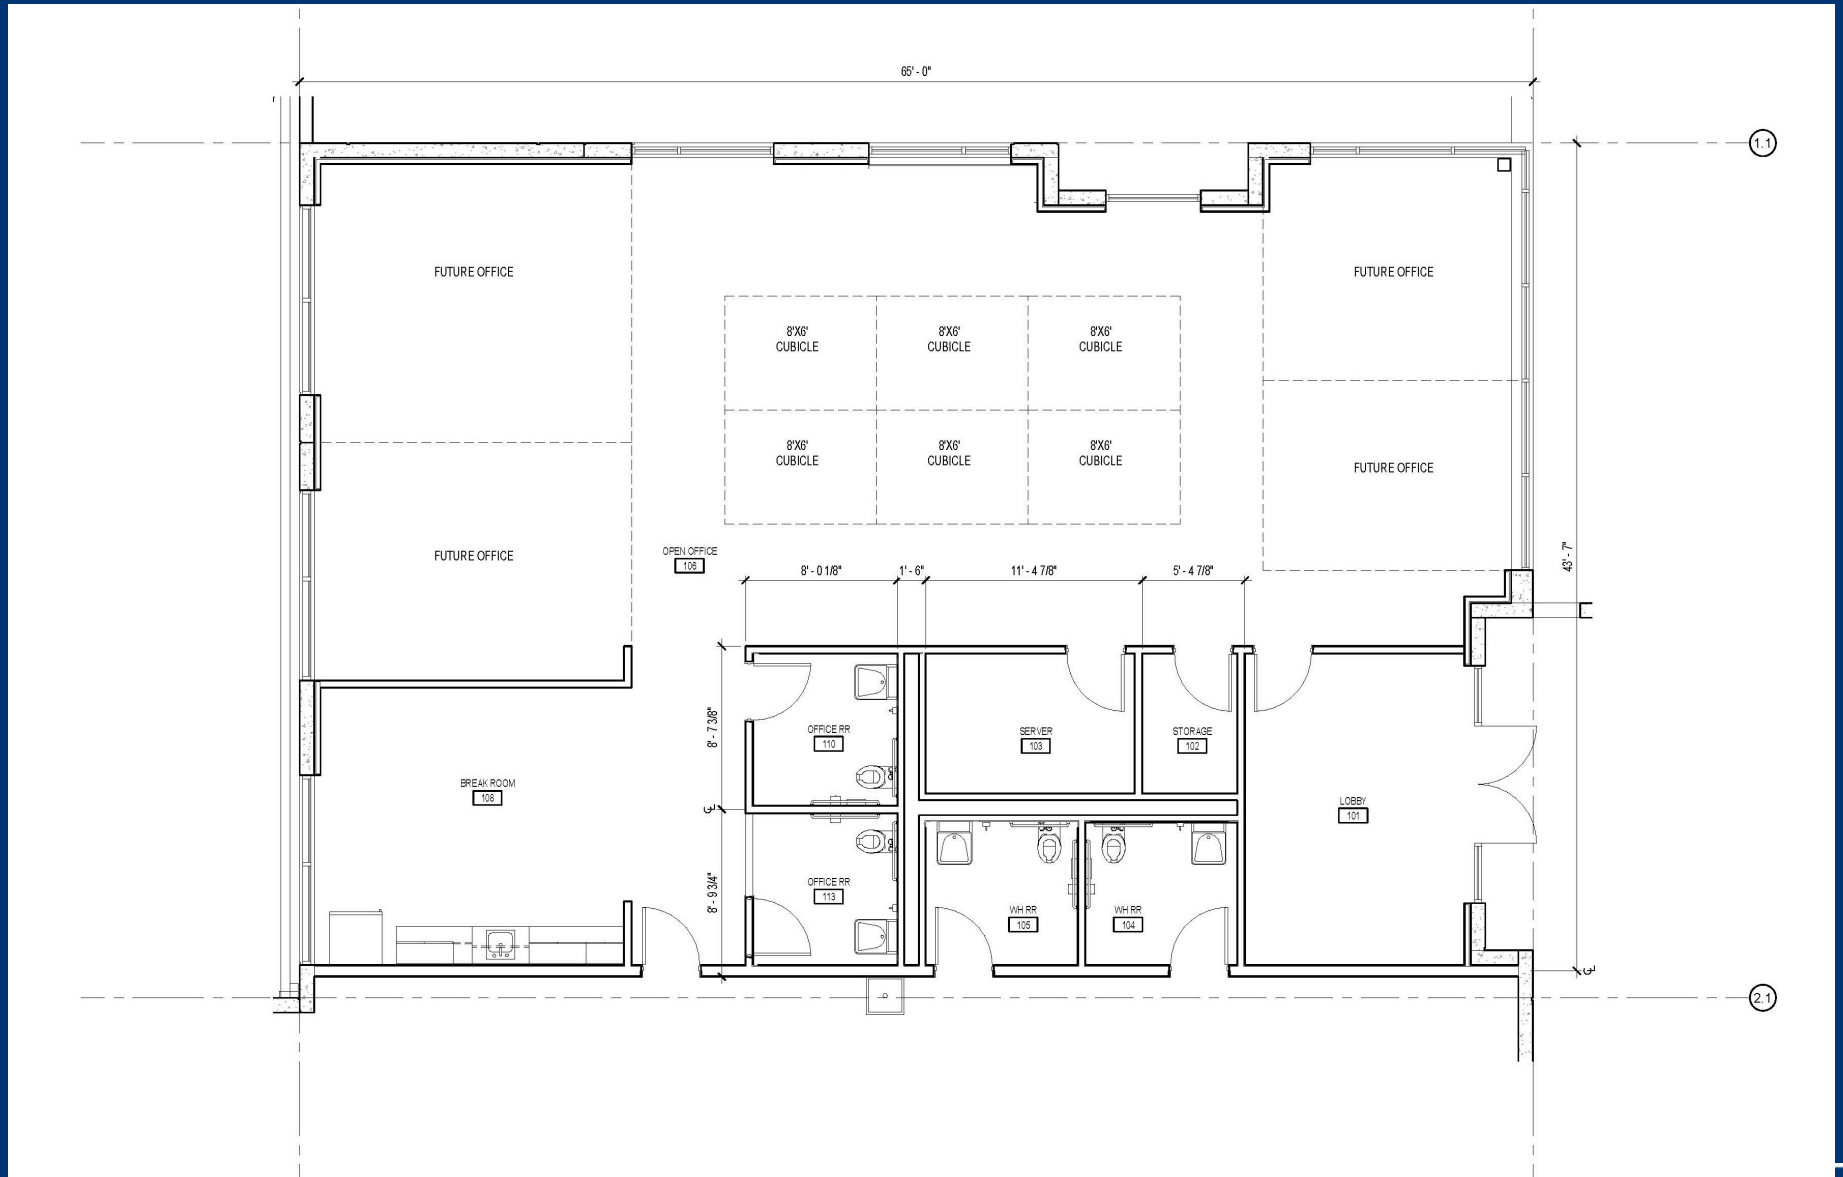 65' - 0"
1.1
FUTURE OFFICE
FUTURE OFFICE
8'X6'
CUBICLE
8'X6'
CUBICLE
8'X6'
CUBICLE
8'X6'
CUBICLE
8'X6'
CUBICLE
8'X6'
CUBICLE
FUTURE OFFICE
FUTURE OFFICE
OPEN OFFICE
106
43' - 7"
8' - 0 1/8"
1' - 6"
11' - 4 7/8"
5' - 4 7/8"
8' - 7 3/8"
OFFICE RR
110
SERVER
103
STORAGE
102
BREAK ROOM
108
LOBBY
101
8' - 9 3/4"
OFFICE RR
113
WH RR
105
WH RR
104
2.1